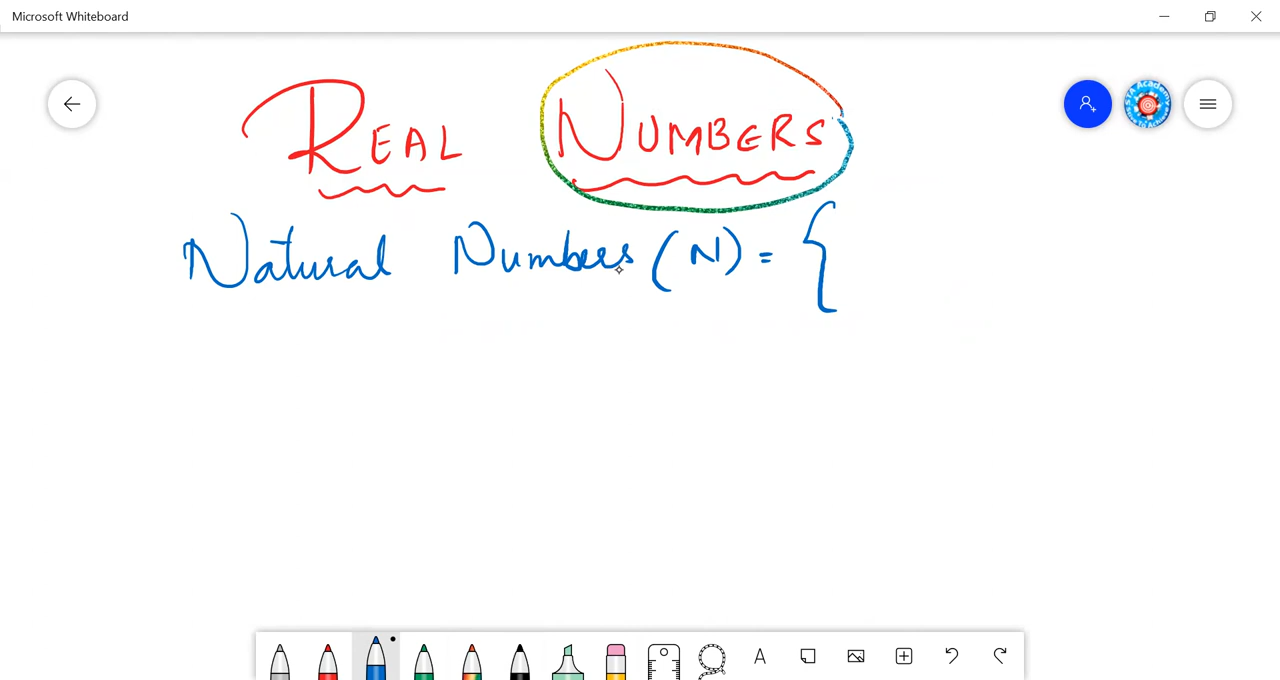 Microsoft Whiteboard
REAL NUMBERS
Natural Numbers (N) = {
A